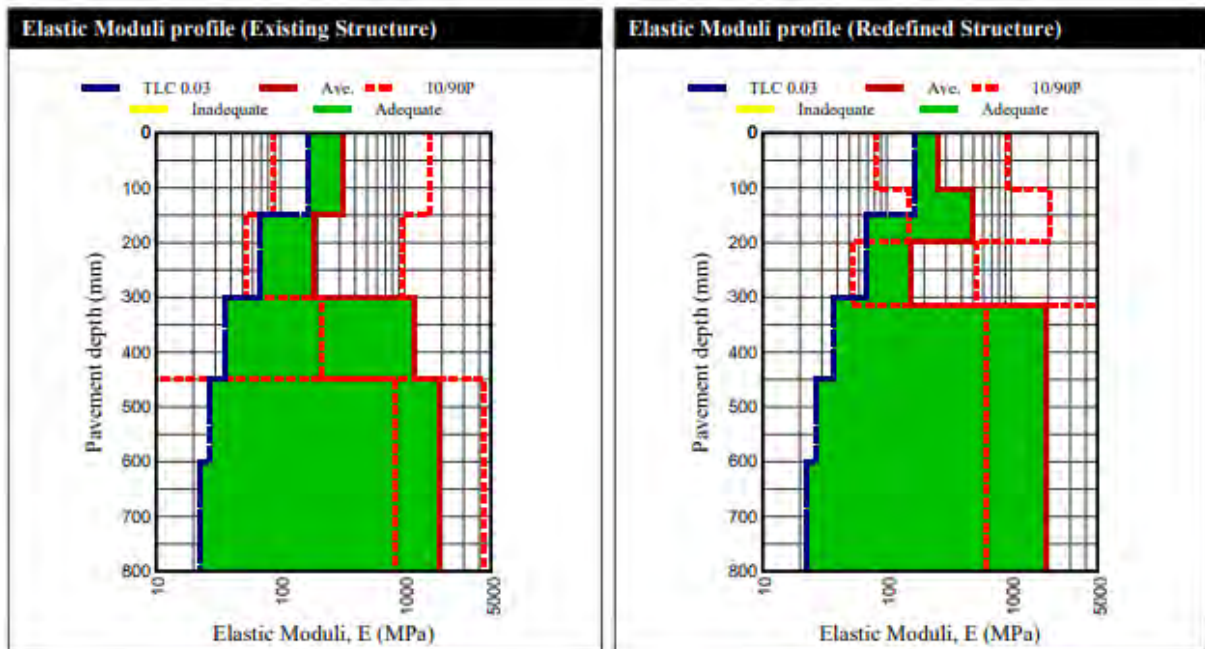 Elastic Moduli profile (Existing Structure)
TLC 0.03 Ave. 10/90P
Inadequate Adequate
0
100
200
300
400
500
600
700
800
Pavement depth (mm)
10 100 1000 5000
Elastic Moduli, E (MPa)
Elastic Moduli profile (Redefined Structure)
TLC 0.03 Ave. 10/90P
Inadequate Adequate
0
100
200
300
400
500
600
700
800
Pavement depth (mm)
10 100 1000 5000
Elastic Moduli, E (MPa)